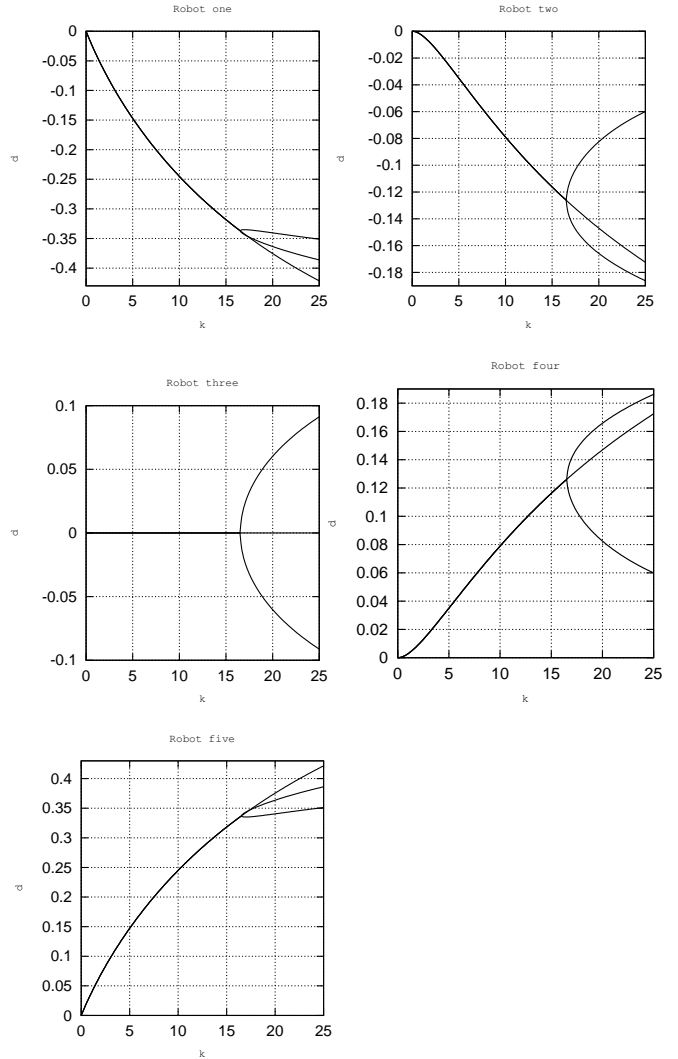 Robot one
0
-0.05
-0.1
-0.15
-0.2
-0.25
-0.3
-0.35
-0.4
0 5 10 15 20 25
d
k
Robot two
0
-0.02
-0.04
-0.06
-0.08
-0.1
-0.12
-0.14
-0.16
-0.18
0 5 10 15 20 25
d
k
Robot three
0.1
0.05
0
-0.05
-0.1
0 5 10 15 20 25
d
k
Robot four
0.18
0.16
0.14
0.12
0.1
0.08
0.06
0.04
0.02
0
0 5 10 15 20 25
d
k
Robot five
0.4
0.35
0.3
0.25
0.2
0.15
0.1
0.05
0
0 5 10 15 20 25
d
k